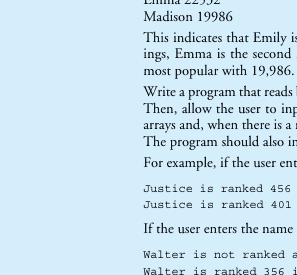 Emma 22532
Madison 19986
This indicates that Emily is
ings, Emma is the second
most popular with 19,986.
Write a program that reads
Then, allow the user to inp
arrays and, when there is a
The program should also in
For example, if the user ent
Justice is ranked 456
Justice is ranked 401
If the user enters the name
Walter is not ranked a
Walter is ranked 356 i